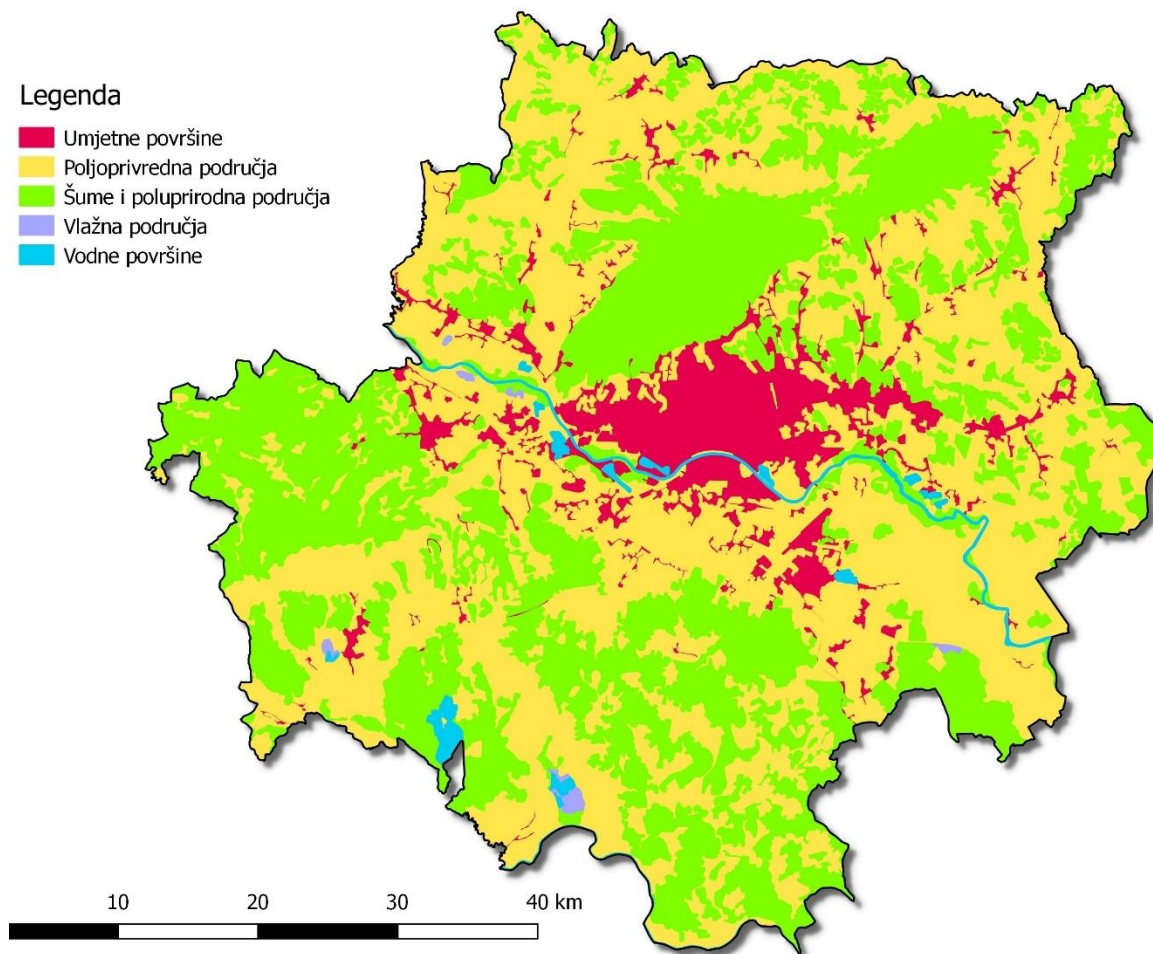 Legenda
Umjetne površine
Poljoprivredna područja
Šume i poluprirodna područja
Vlažna područja
Vodne površine
10 20 30 40 km